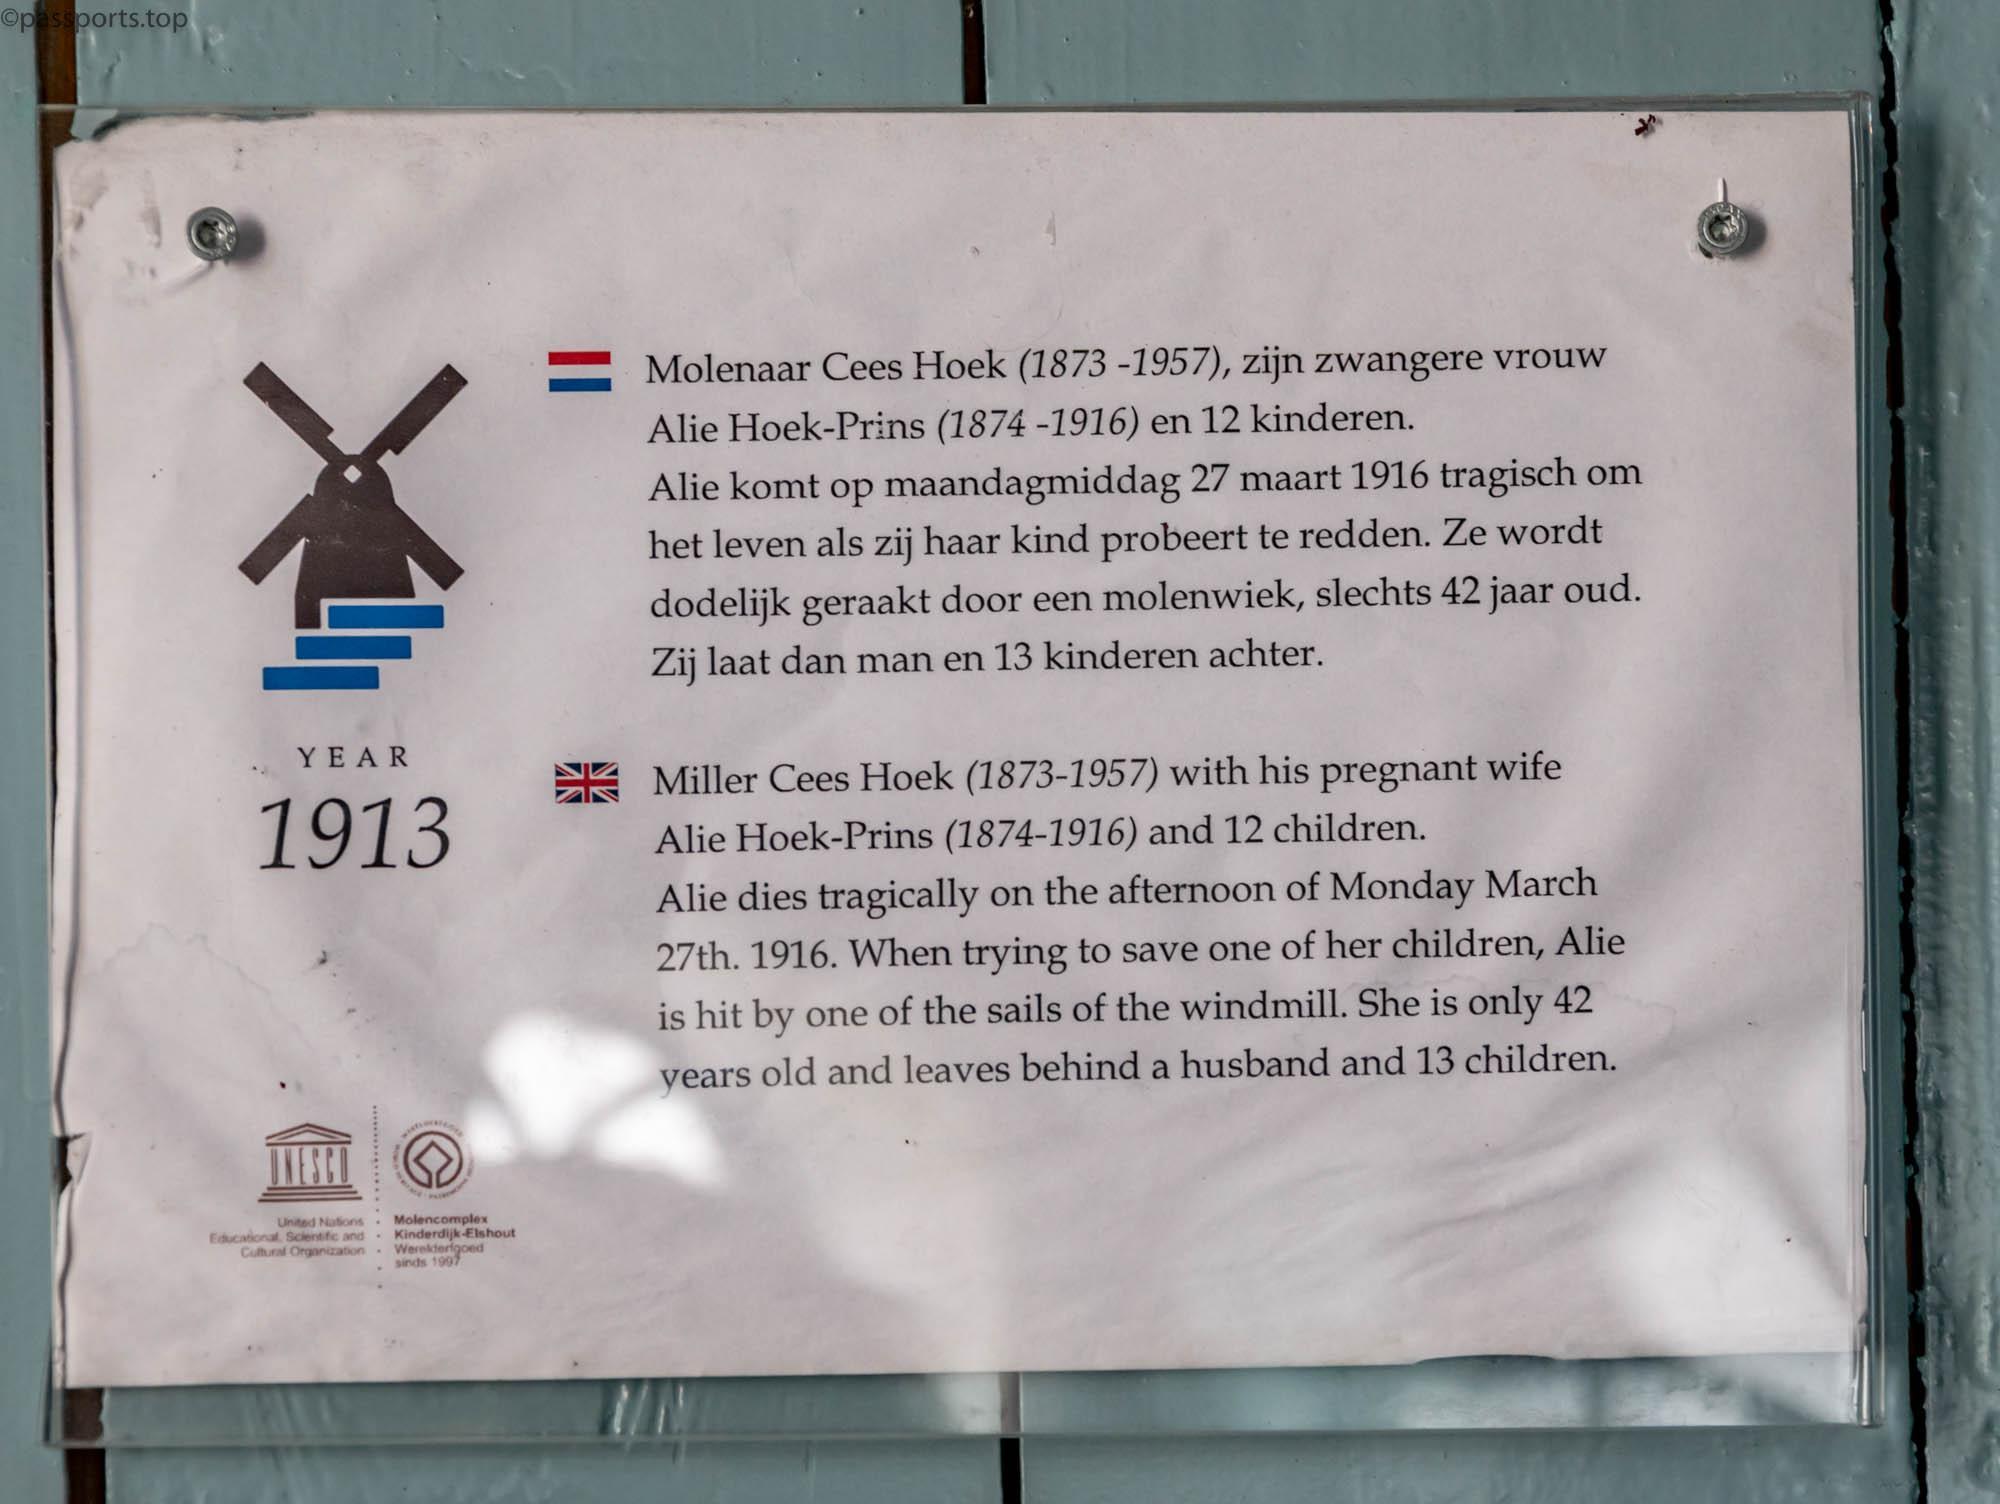 ©passports.top
Molenaar Cees Hoek (1873 -1957), zijn zwangere vrouw
Alie Hoek-Prins (1874 -1916) en 12 kinderen.
Alie komt op maandagmiddag 27 maart 1916 tragisch om
het leven als zij haar kind probeert te redden. Ze wordt
dodelijk geraakt door een molenwiek, slechts 42 jaar oud.
Zij laat dan man en 13 kinderen achter.
YEAR
1913
Miller Cees Hoek (1873-1957) with his pregnant wife
Alie Hoek-Prins (1874-1916) and 12 children.
Alie dies tragically on the afternoon of Monday March
27th. 1916. When trying to save one of her children, Alie
is hit by one of the sails of the windmill. She is only 42
years old and leaves behind a husband and 13 children.
UNESCO
United Nations
Educational, Scientific and
Cultural Organization
Molencomplex
Kinderdijk-Elshout
Werelderfgoed
sinds 1997